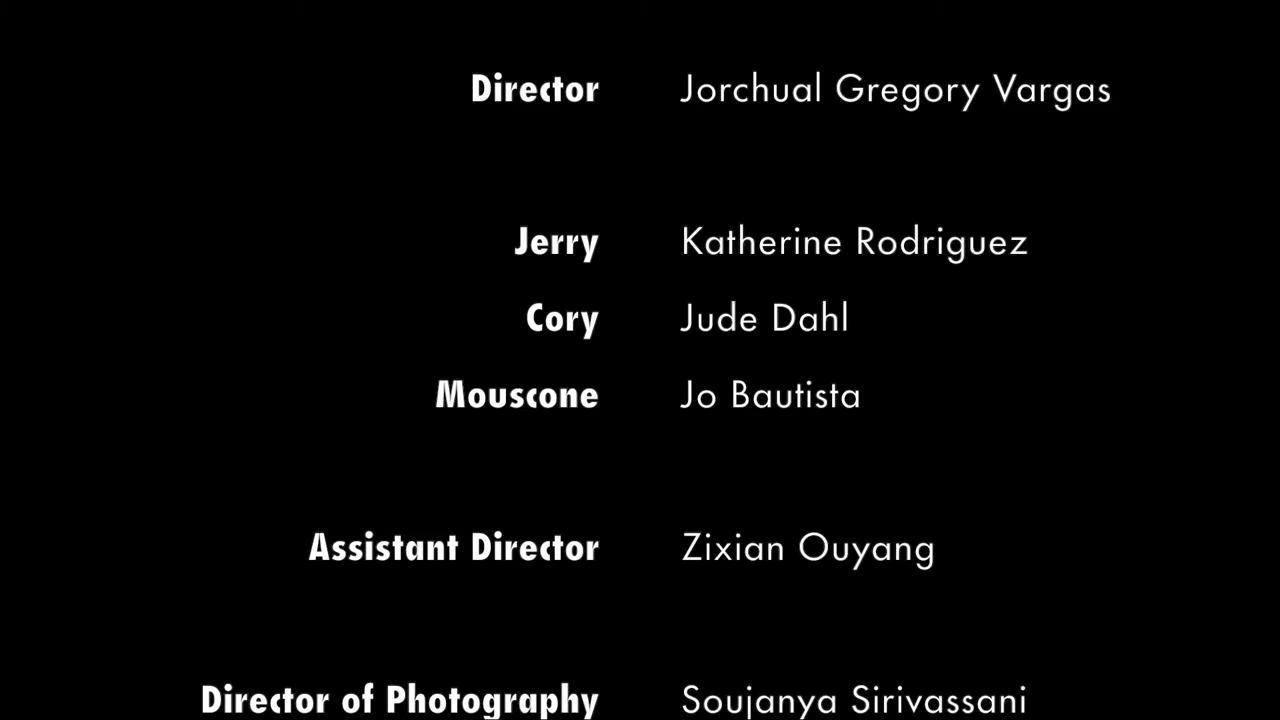 Director Jorchual Gregory Vargas
Jerry Katherine Rodriguez
Cory Jude Dahl
Mouscone Jo Bautista
Assistant Director Zixian Ouyang
Director of Photography Soujanya Sirivassani